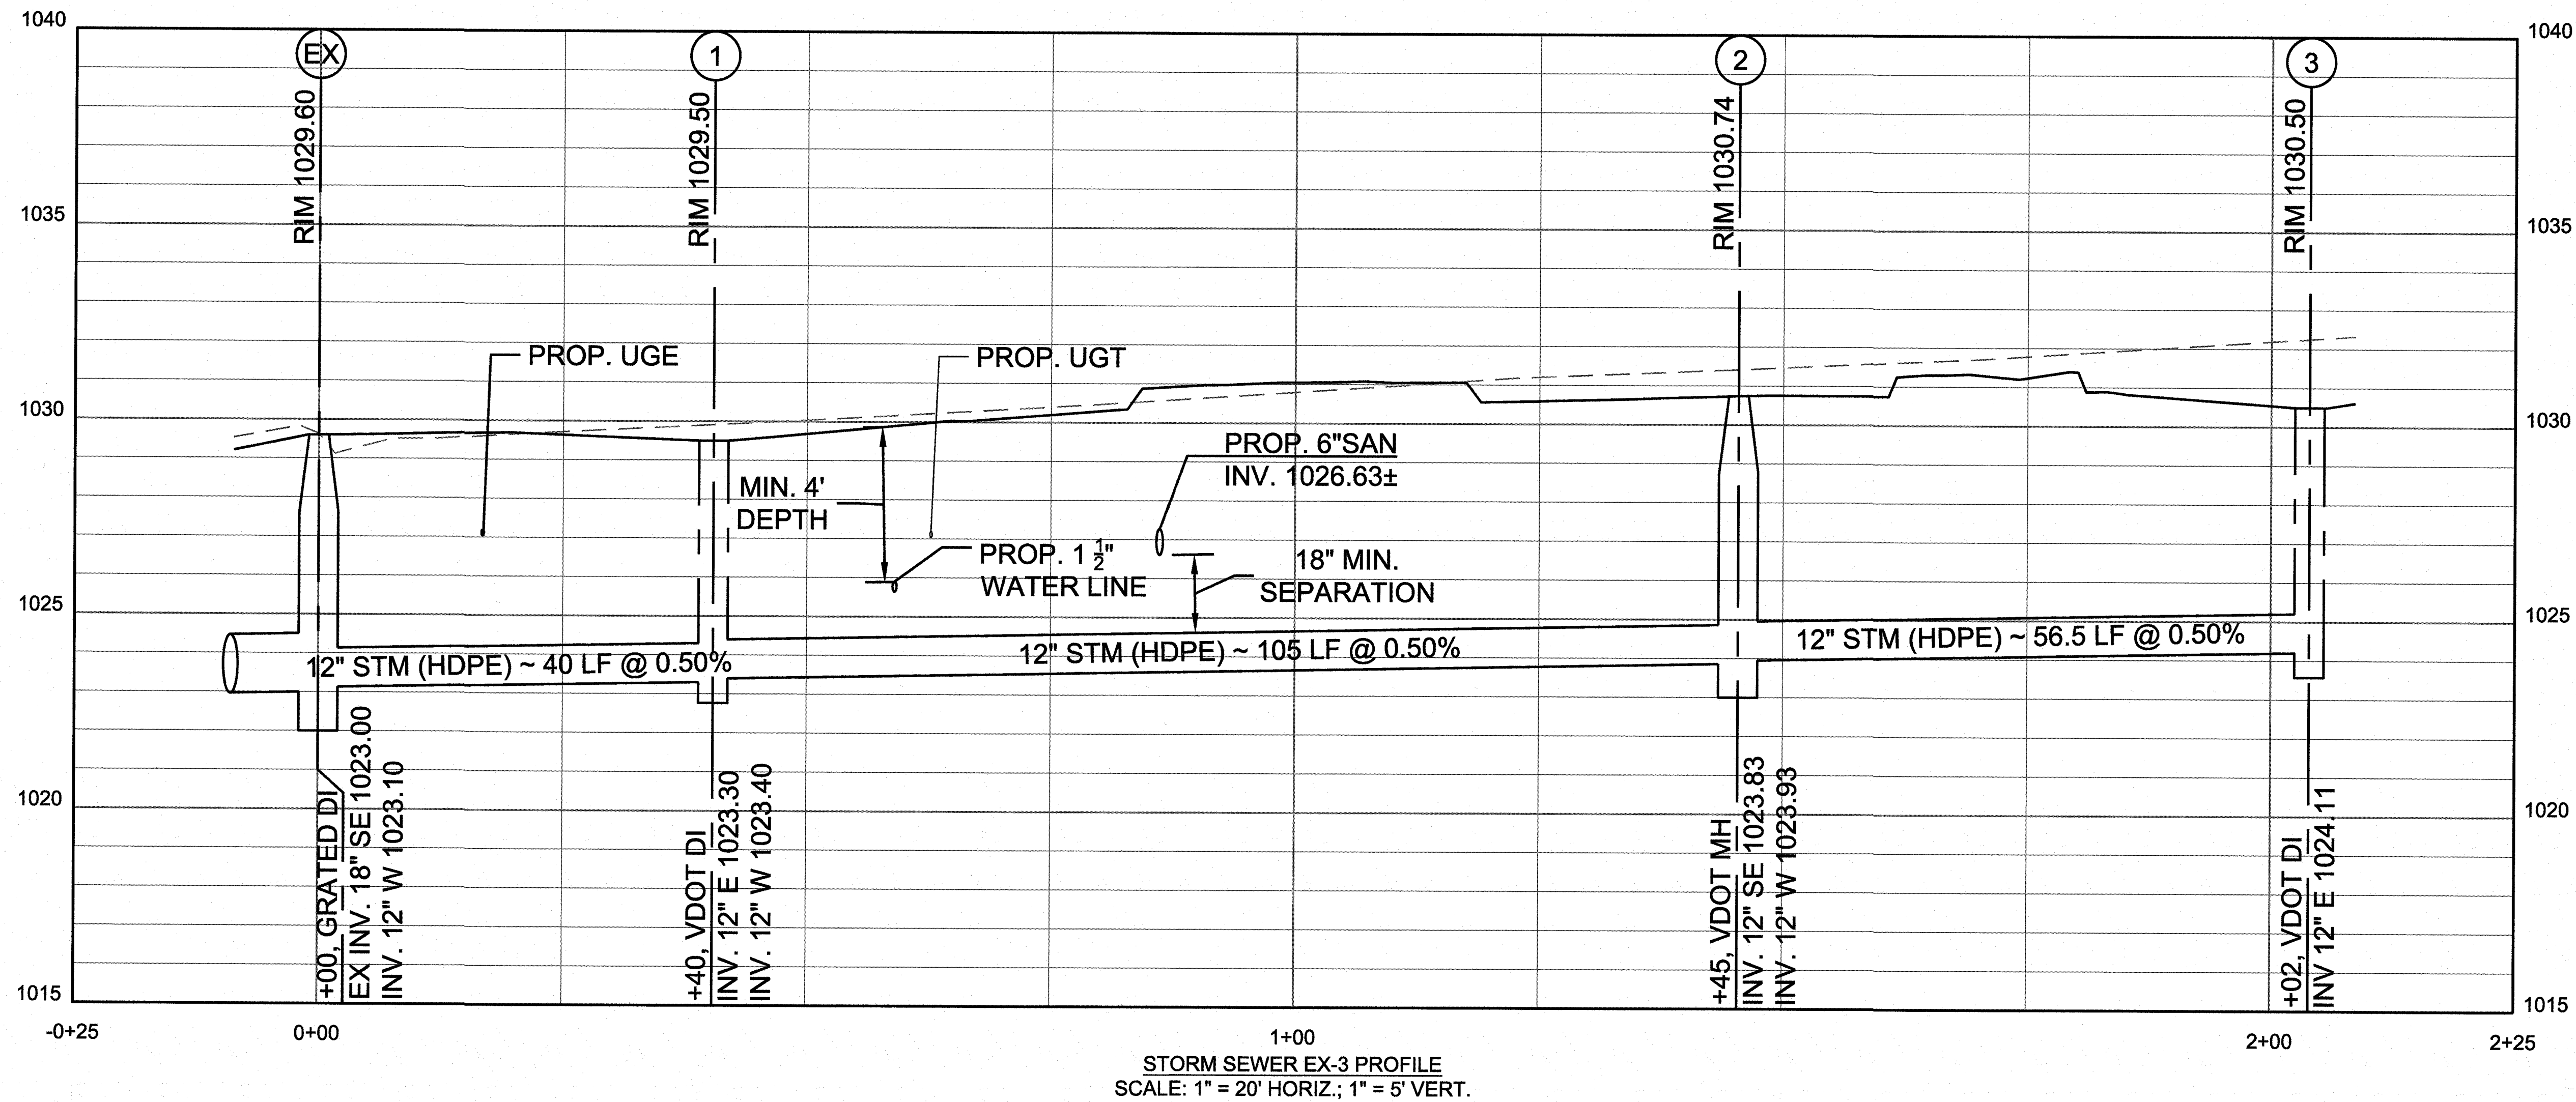 1040
1040
EX
1
2
3
RIM 1029.60
RIM 1029.50
RIM 1030.74
RIM 1030.50
1035
1035
PROP. UGE
PROP. UGT
1030
1030
PROP. 6"SAN
INV. 1026.63±
MIN. 4'
DEPTH
PROP. 1 1/2"
WATER LINE
18" MIN.
SEPARATION
1025
1025
12" STM (HDPE) ~ 40 LF @ 0.50%
12" STM (HDPE) ~ 105 LF @ 0.50%
12" STM (HDPE) ~ 56.5 LF @ 0.50%
+00, GRATED DI
EX INV. 18" SE 1023.00
INV. 12" W 1023.10
+40, VDOT DI
INV. 12" E 1023.30
INV. 12" W 1023.40
+45, VDOT MH
INV. 12" SE 1023.83
INV. 12" W 1023.93
+02, VDOT DI
INV 12" E 1024.11
1020
1020
1015
1015
-0+25
0+00
1+00
2+00
2+25
STORM SEWER EX-3 PROFILE
SCALE: 1" = 20' HORIZ.; 1" = 5' VERT.